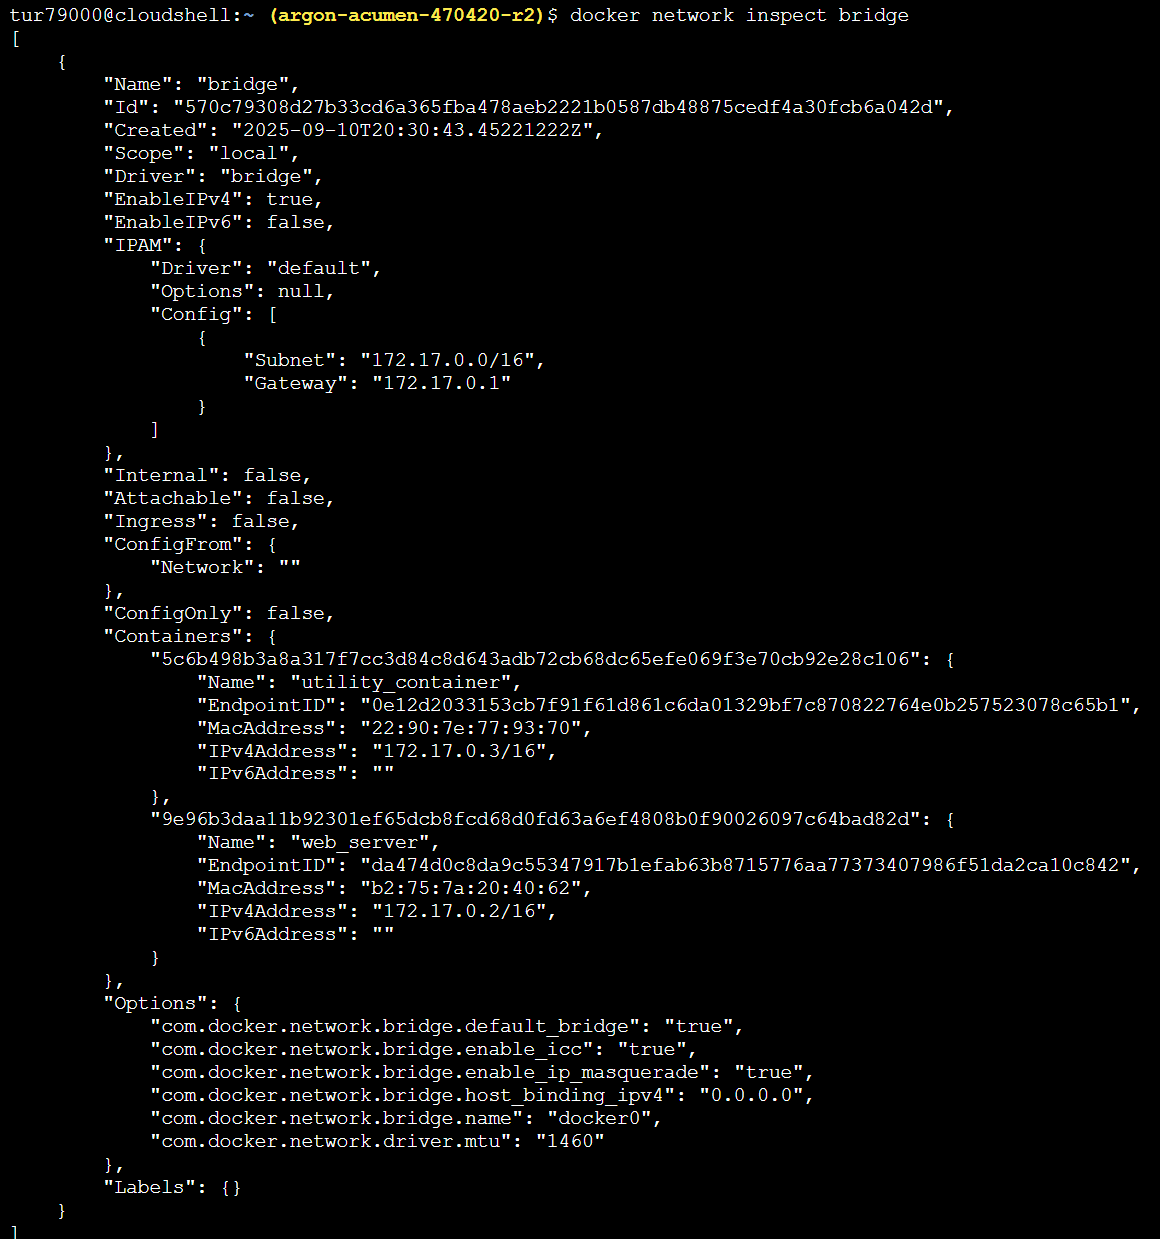 tur79000@cloudshell:~ (argon-acumen-470420-r2)$ docker network inspect bridge
[
    {
        "Name": "bridge",
        "Id": "570c79308d27b33cd6a365fba478aeb2221b0587db48875cedf4a30fcb6a042d",
        "Created": "2025-09-10T20:30:43.45221222Z",
        "Scope": "local",
        "Driver": "bridge",
        "EnableIPv4": true,
        "EnableIPv6": false,
        "IPAM": {
            "Driver": "default",
            "Options": null,
            "Config": [
                {
                    "Subnet": "172.17.0.0/16",
                    "Gateway": "172.17.0.1"
                }
            ]
        },
        "Internal": false,
        "Attachable": false,
        "Ingress": false,
        "ConfigFrom": {
            "Network": ""
        },
        "ConfigOnly": false,
        "Containers": {
            "5c6b498b3a8a317f7cc3d84c8d643adb72cb68dc65efe069f3e70cb92e28c106": {
                "Name": "utility_container",
                "EndpointID": "0e12d2033153cb7f91f61d861c6da01329bf7c870822764e0b257523078c65b1",
                "MacAddress": "22:90:7e:77:93:70",
                "IPv4Address": "172.17.0.3/16",
                "IPv6Address": ""
            },
            "9e96b3daa11b92301ef65dcb8fcd68d0fd63a6ef4808b0f90026097c64bad82d": {
                "Name": "web_server",
                "EndpointID": "da474d0c8da9c55347917b1efab63b8715776aa77373407986f51da2ca10c842",
                "MacAddress": "b2:75:7a:20:40:62",
                "IPv4Address": "172.17.0.2/16",
                "IPv6Address": ""
            }
        },
        "Options": {
            "com.docker.network.bridge.default_bridge": "true",
            "com.docker.network.bridge.enable_icc": "true",
            "com.docker.network.bridge.enable_ip_masquerade": "true",
            "com.docker.network.bridge.host_binding_ipv4": "0.0.0.0",
            "com.docker.network.bridge.name": "docker0",
            "com.docker.network.driver.mtu": "1460"
        },
        "Labels": {}
    }
]